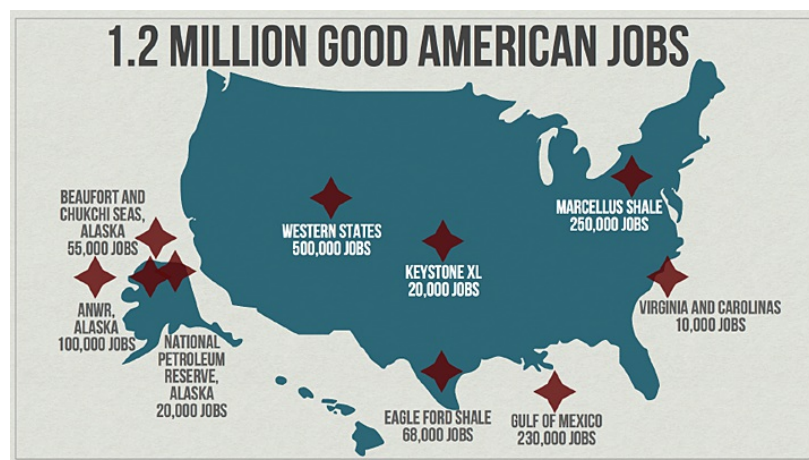 1.2 MILLION GOOD AMERICAN JOBS
BEAUFORT AND
CHUKCHI SEAS,
ALASKA
55,000 JOBS
ANWR,
ALASKA
100,000 JOBS
NATIONAL
PETROLEUM
RESERVE,
ALASKA
20,000 JOBS
WESTERN STATES
500,000 JOBS
KEYSTONE XL
20,000 JOBS
MARCELLUS SHALE
250,000 JOBS
VIRGINIA AND CAROLINAS
10,000 JOBS
EAGLE FORD SHALE
68,000 JOBS
GULF OF MEXICO
230,000 JOBS